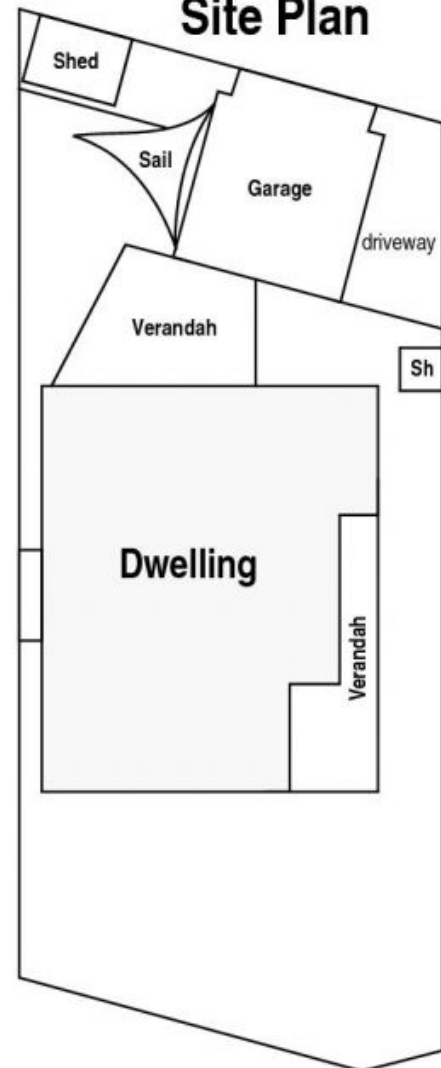 Site Plan
Shed
Sail
Garage
driveway
Verandah
Sh
Dwelling
Verandah